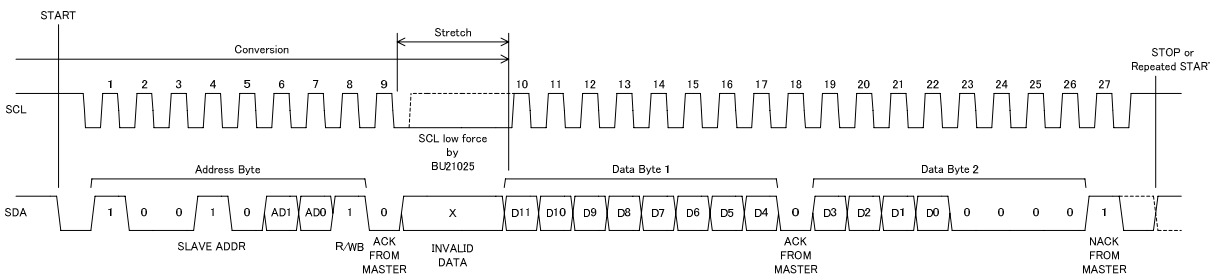 START
Stretch
Conversion
STOP or
Repeated START
1 2 3 4 5 6 7 8 9 10 11 12 13 14 15 16 17 18 19 20 21 22 23 24 25 26 27
SCL
SCL low force
by
BU21025
Address Byte
Data Byte 1
Data Byte 2
SDA
1 0 0 1 0 AD1 AD0 1 0 X D11 D10 D9 D8 D7 D6 D5 D4 0 D3 D2 D1 D0 0 0 0 0 1
SLAVE ADDR
R/WB
ACK
FROM
MASTER
INVALID
DATA
ACK
FROM
MASTER
NACK
FROM
MASTER